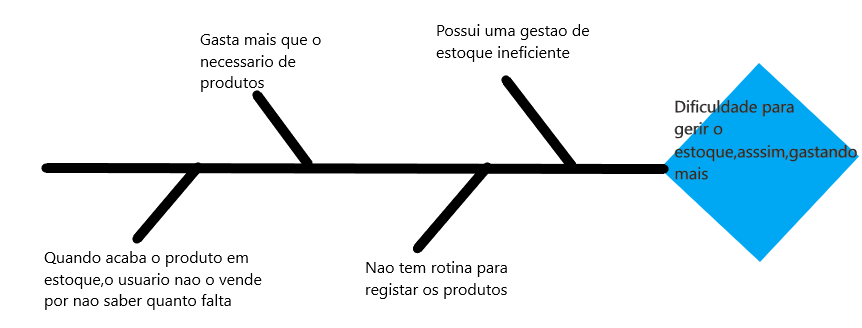 Gasta mais que o
necessario de
produtos
Possui uma gestao de
estoque ineficiente
Dificuldade para
gerir o
estoque,asssim,gastando
mais
Quando acaba o produto em
estoque,o usuario nao o vende
por nao saber quanto falta
Nao tem rotina para
registar os produtos